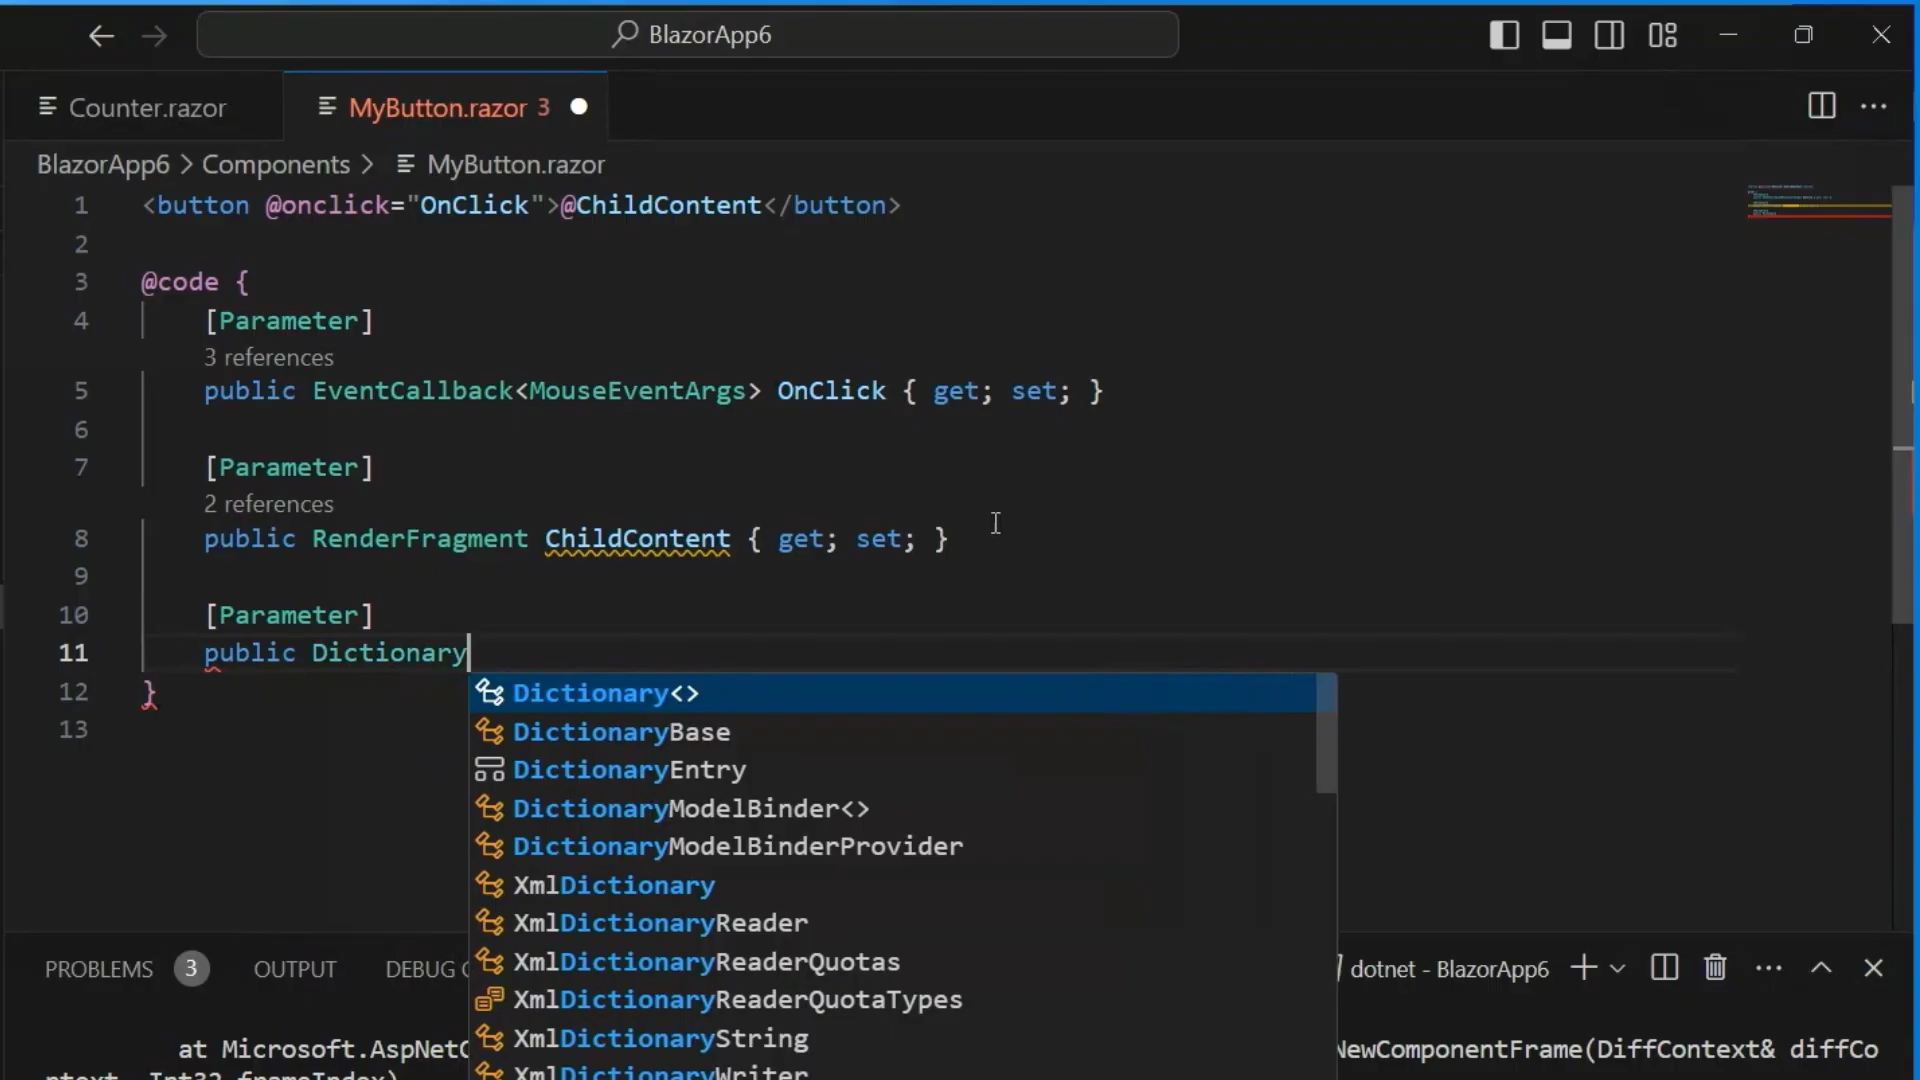 BlazorApp6
Counter.razor
MyButton.razor 3
BlazorApp6 > Components > MyButton.razor
1 <button @onclick="OnClick">@ChildContent</button>
2
3 @code {
4 [Parameter]
3 references
5 public EventCallback<MouseEventArgs> OnClick { get; set; }
6
7 [Parameter]
2 references
8 public RenderFragment ChildContent { get; set; }
9
10 [Parameter]
11 public Dictionary
12 }
13
Dictionary<>
DictionaryBase
DictionaryEntry
DictionaryModelBinder<>
DictionaryModelBinderProvider
XmlDictionary
XmlDictionaryReader
XmlDictionaryReaderQuotas
XmlDictionaryReaderQuotaTypes
XmlDictionaryString
XmlDictionaryWriter
PROBLEMS 3 OUTPUT DEBUG dotnet - BlazorApp6
at Microsoft.AspNetC NewComponentFrame(DiffContext& diffCo
ntext, Int32 frameIndex)